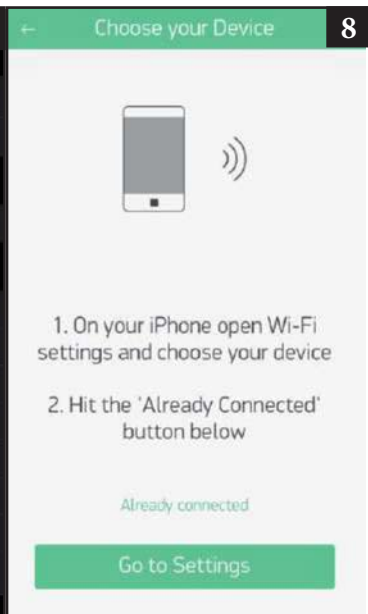 ← Choose your Device 8
1. On your iPhone open Wi-Fi
settings and choose your device
2. Hit the 'Already Connected'
button below
Already connected
Go to Settings